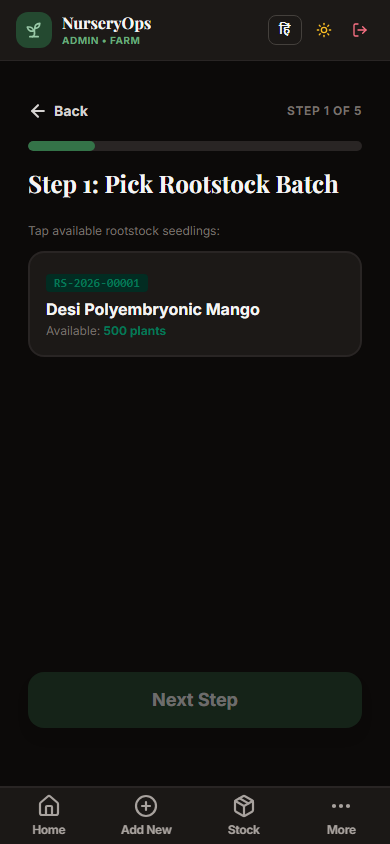 NurseryOps
ADMIN • FARM
हिं
Back
STEP 1 OF 5
Step 1: Pick Rootstock Batch
Tap available rootstock seedlings:
RS-2026-00001
Desi Polyembryonic Mango
Available: 500 plants
Next Step
Home
Add New
Stock
More